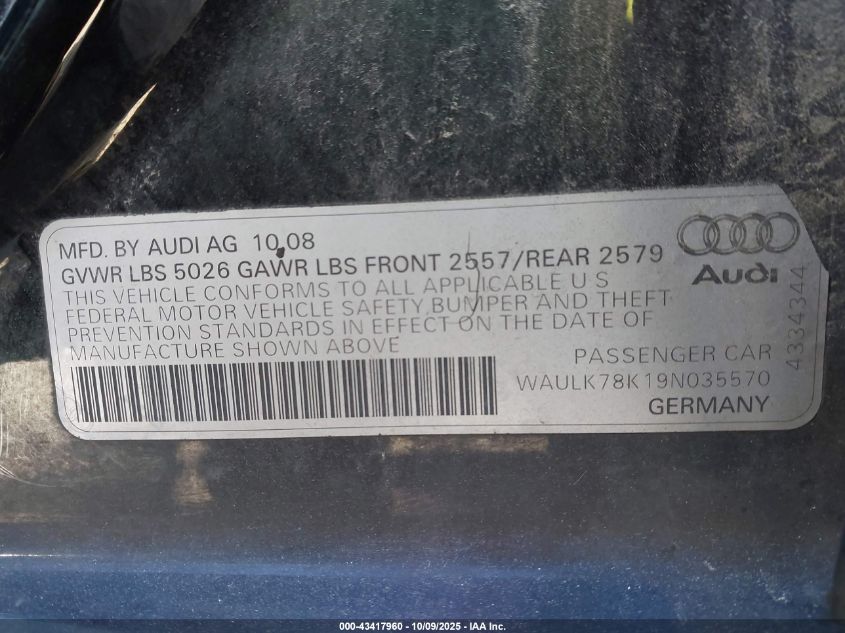 MFD. BY AUDI AG 10.08
GVWR LBS 5026 GAWR LBS FRONT 2557/REAR 2579
THIS VEHICLE CONFORMS TO ALL APPLICABLE U S
FEDERAL MOTOR VEHICLE SAFETY, BUMPER AND THEFT
PREVENTION STANDARDS IN EFFECT ON THE DATE OF
MANUFACTURE SHOWN ABOVE
Audi
4334344
PASSENGER CAR
WAULK78K19N035570
GERMANY
000-43417960 - 10/09/2025 - IAA Inc.